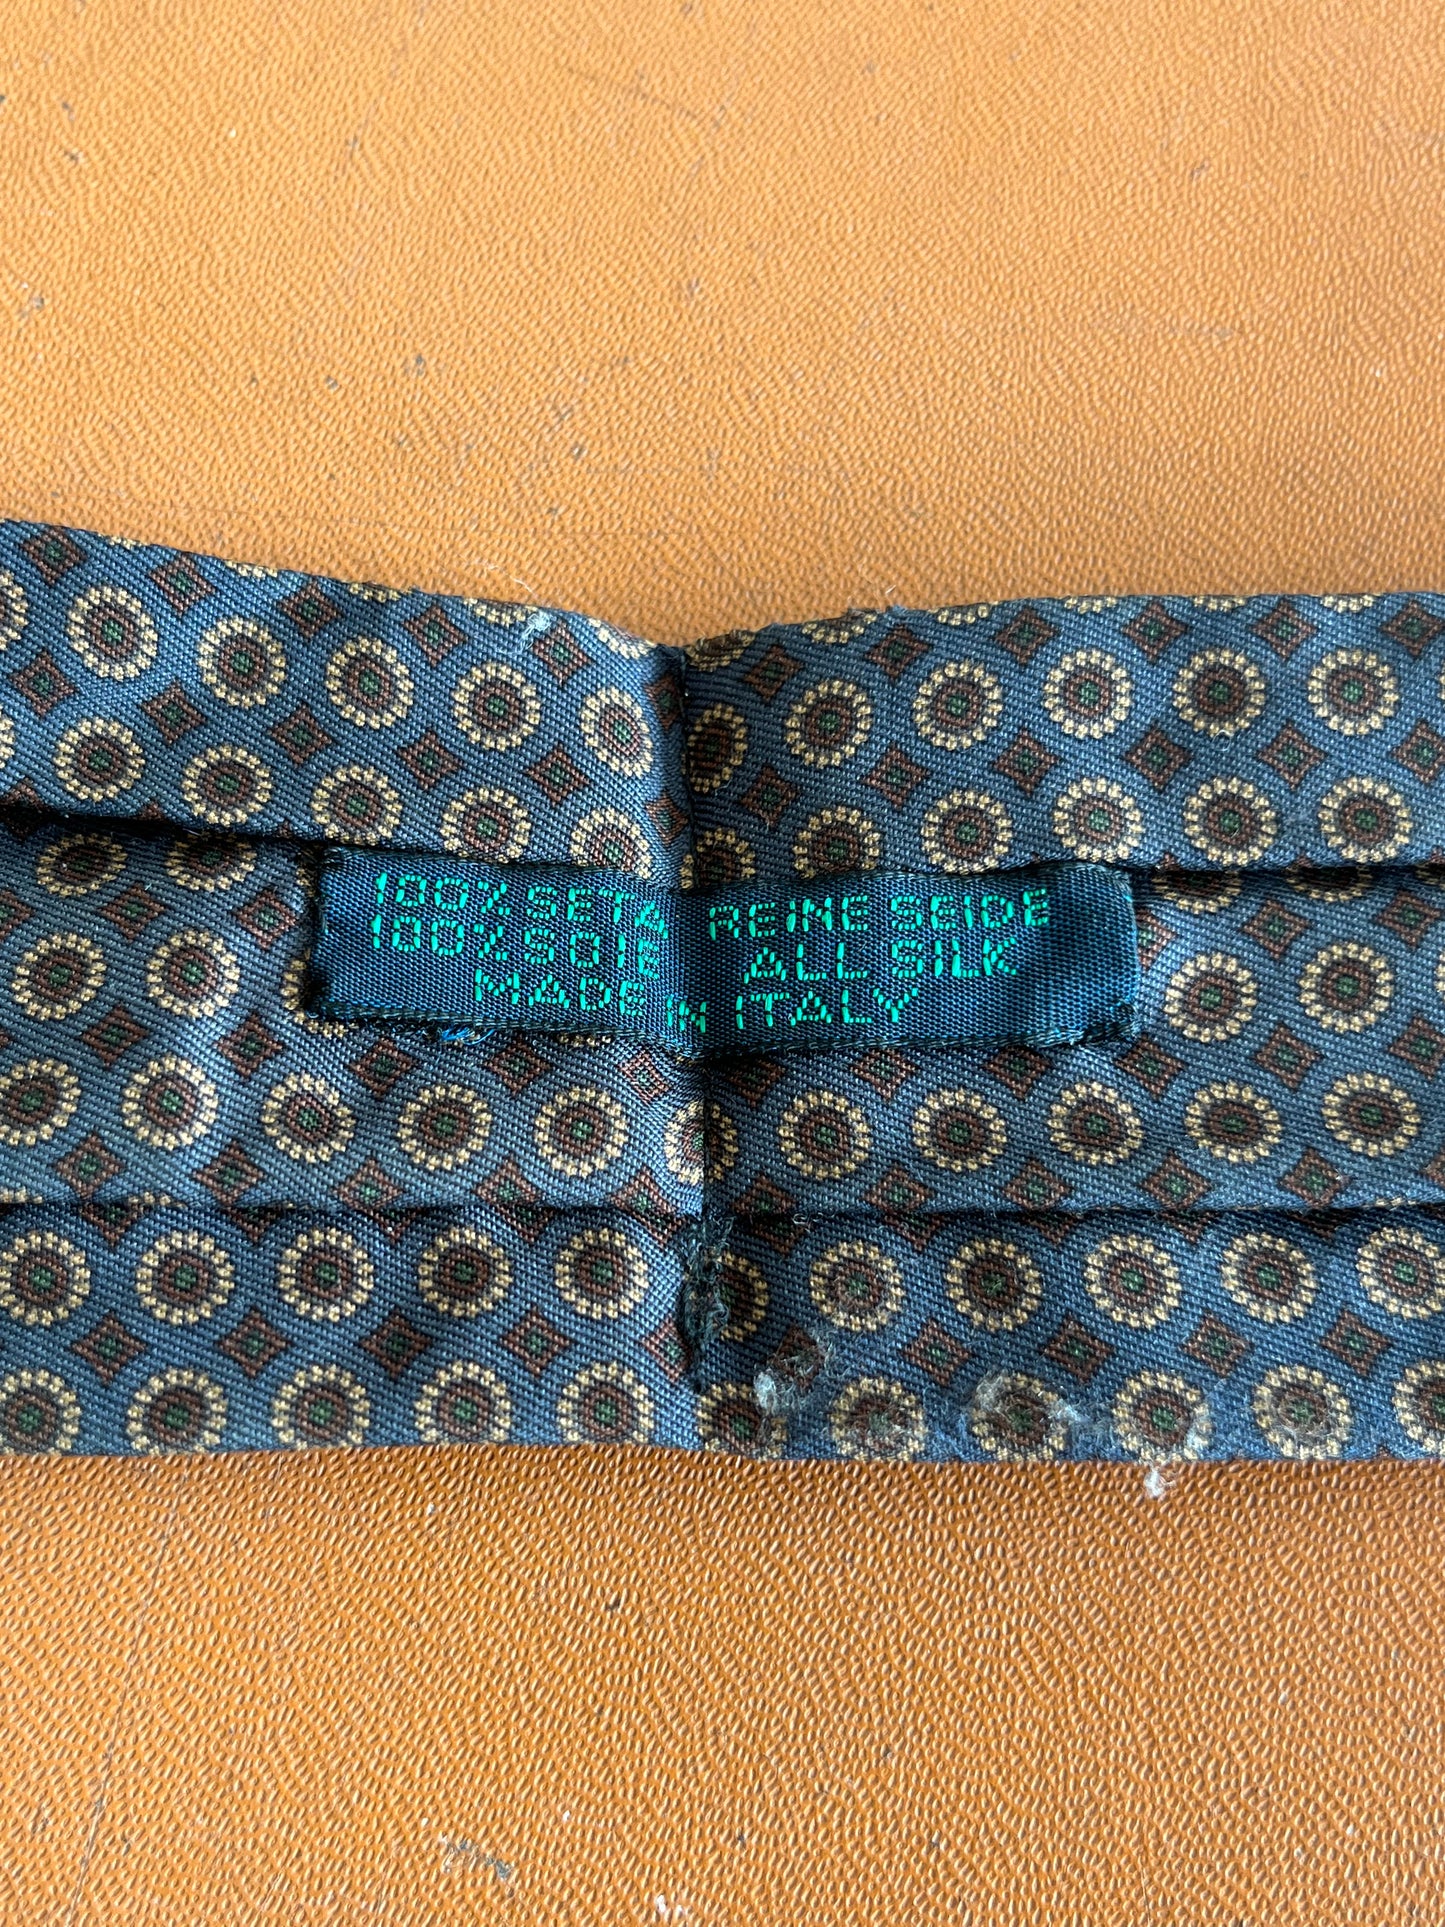 100% SETA REINE SEIDE
100% SOIE ALL SILK
MADE IN ITALY